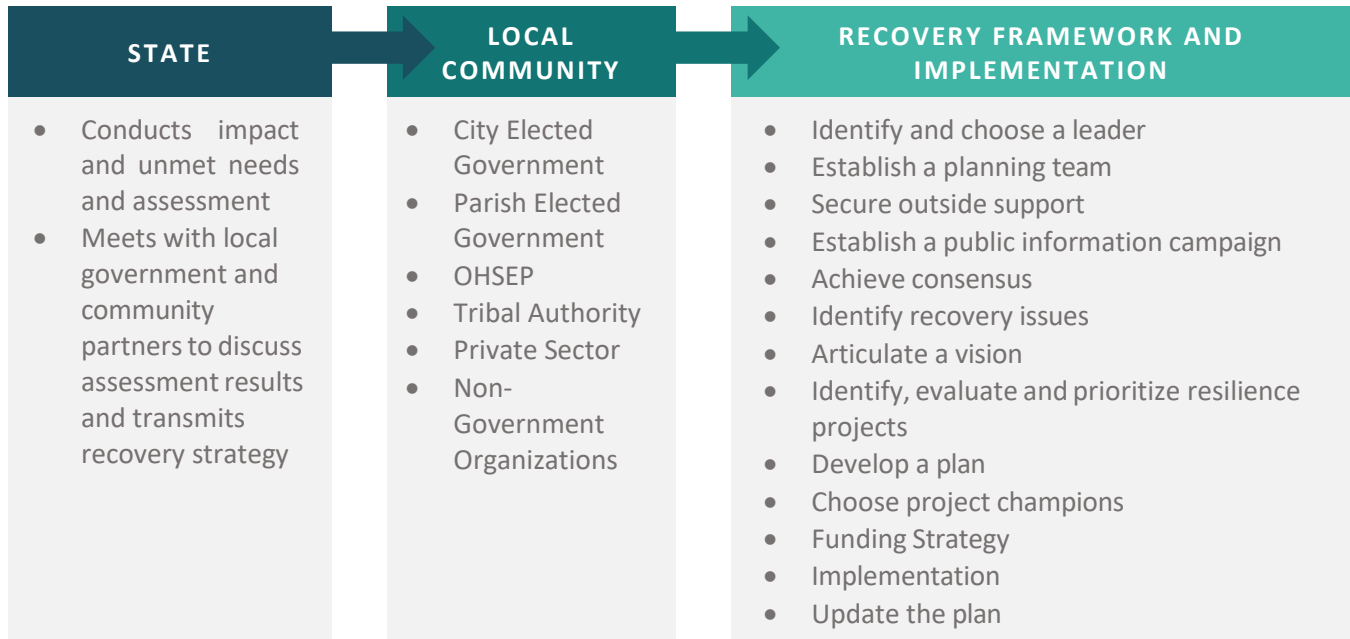 STATE
• Conducts impact
and unmet needs
and assessment
• Meets with local
government and
community
partners to discuss
assessment results
and transmits
recovery strategy
LOCAL
COMMUNITY
• City Elected
Government
• Parish Elected
Government
• OHSEP
• Tribal Authority
• Private Sector
• Non-
Government
Organizations
RECOVERY FRAMEWORK AND
IMPLEMENTATION
• Identify and choose a leader
• Establish a planning team
• Secure outside support
• Establish a public information campaign
• Achieve consensus
• Identify recovery issues
• Articulate a vision
• Identify, evaluate and prioritize resilience
projects
• Develop a plan
• Choose project champions
• Funding Strategy
• Implementation
• Update the plan